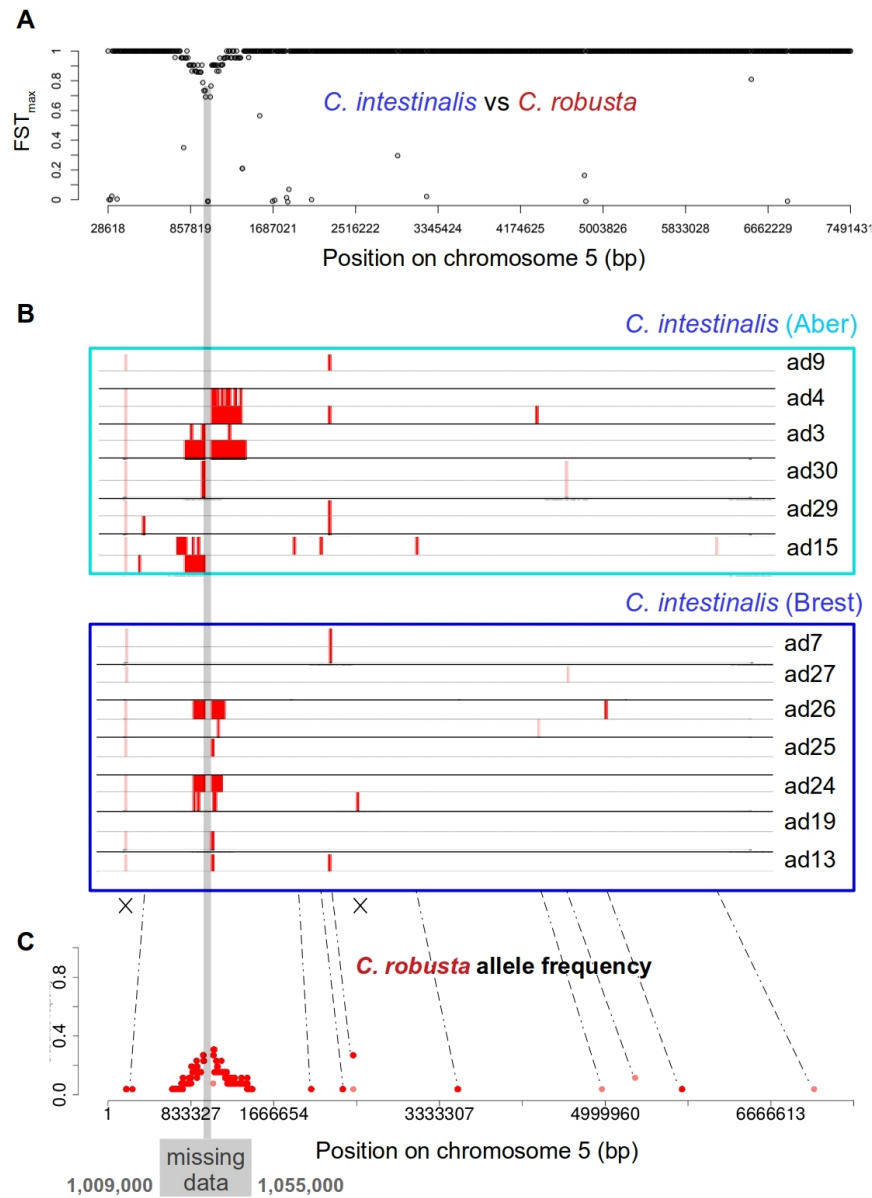 A
FSTmax
1
0.8
0.6
0.4
0.2
0
C. intestinalis vs C. robusta
28618 857819 1687021 2516222 3345424 4174625 5003826 5833028 6662229 7491431
Position on chromosome 5 (bp)
B
C. intestinalis (Aber)
ad9
ad4
ad3
ad30
ad29
ad15
C. intestinalis (Brest)
ad7
ad27
ad26
ad25
ad24
ad19
ad13
C
C. robusta allele frequency
0.8
0.4
0.0
1 833327 1666654 3333307 4999960 6666613
Position on chromosome 5 (bp)
missing
data
1,009,000 1,055,000